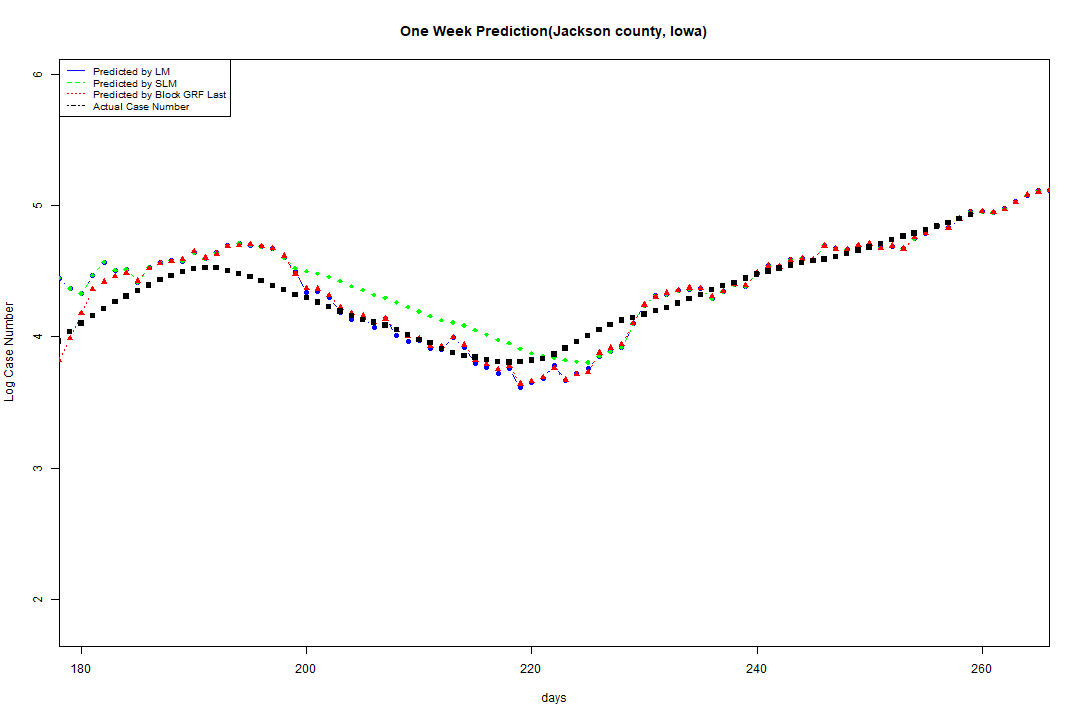 One Week Prediction(Jackson county, Iowa)
Predicted by LM
Predicted by SLM
Predicted by Block GRF Last
Actual Case Number
Log Case Number
6
5
4
3
2
180 200 220 240 260
days